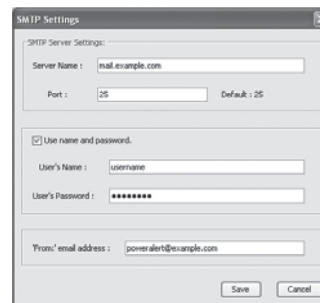 SMTP Settings
SMTP Server Settings:
Server Name : mail.example.com
Port : 25 Default : 25
Use name and password.
User's Name : username
User's Password : ••••••••
'From:' email address : poweralert@example.com
Save Cancel